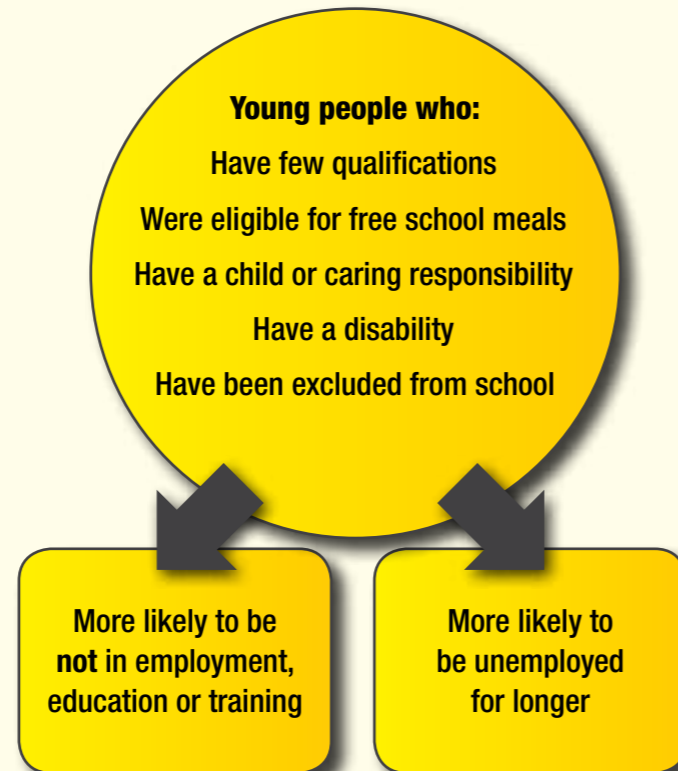 Young people who:
Have few qualifications
Were eligible for free school meals
Have a child or caring responsibility
Have a disability
Have been excluded from school
More likely to be
not in employment,
education or training
More likely to
be unemployed
for longer